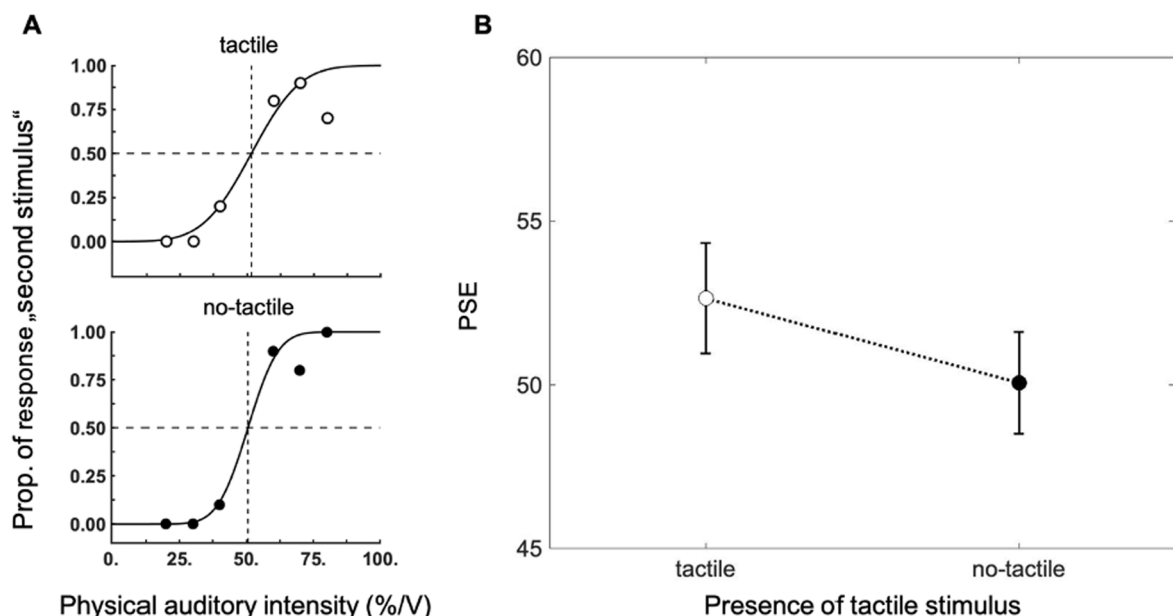 A
tactile
1.00
0.75
0.50
0.25
0.00
no-tactile
1.00
0.75
0.50
0.25
0.00
0. 25. 50. 75. 100.
Prop. of response „second stimulus“
Physical auditory intensity (%/V)
B
60
55
50
45
PSE
tactile no-tactile
Presence of tactile stimulus